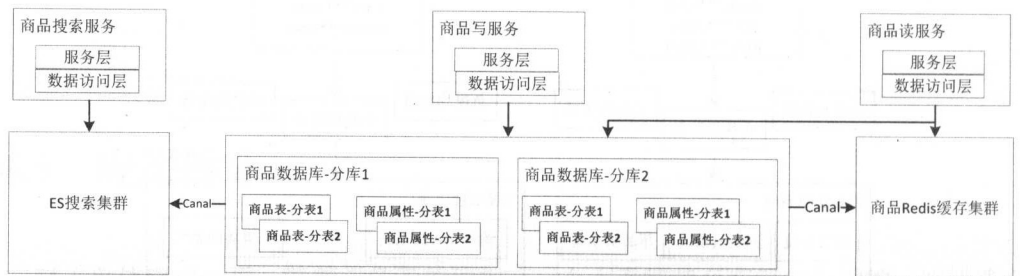 商品搜索服务
服务层
数据访问层
商品写服务
服务层
数据访问层
商品读服务
服务层
数据访问层
ES搜索集群
Canal
商品数据库-分库1
商品表-分表1
商品表-分表2
商品属性-分表1
商品属性-分表2
商品数据库-分库2
商品表-分表1
商品表-分表2
商品属性-分表1
商品属性-分表2
Canal
商品Redis缓存集群